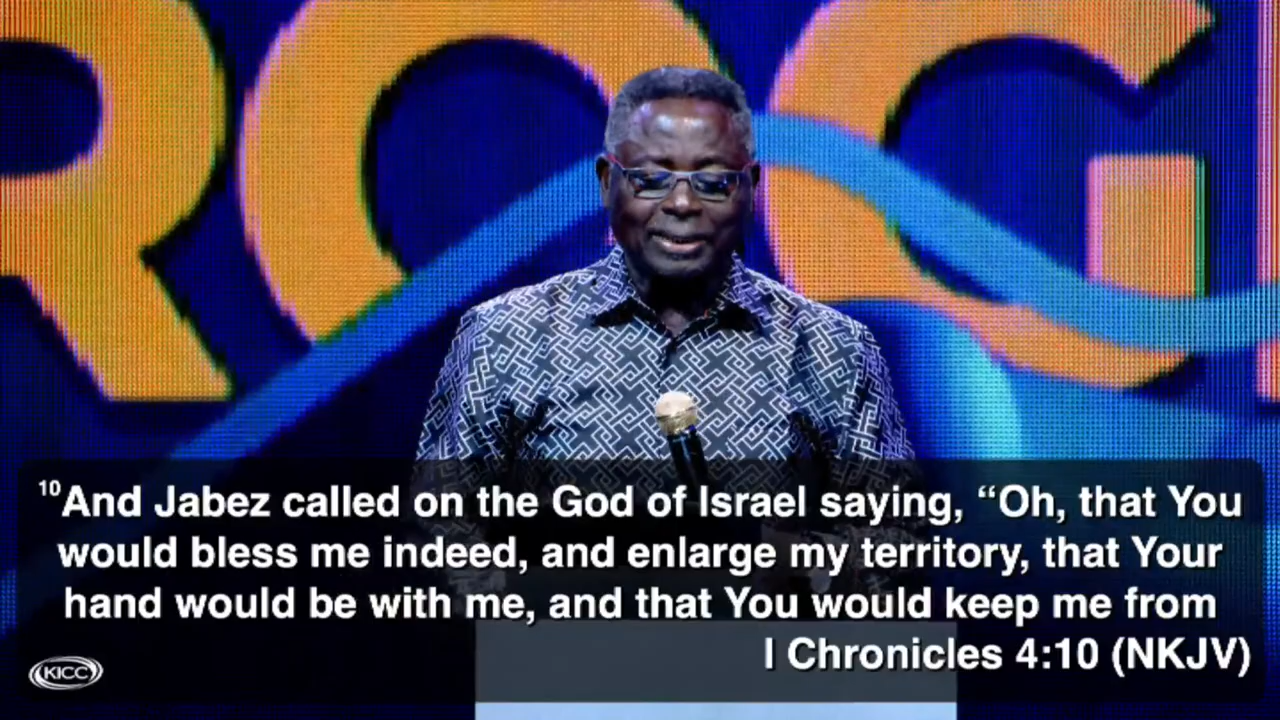 ROG
¹⁰And Jabez called on the God of Israel saying, “Oh, that You
would bless me indeed, and enlarge my territory, that Your
hand would be with me, and that You would keep me from
I Chronicles 4:10 (NKJV)
KICC